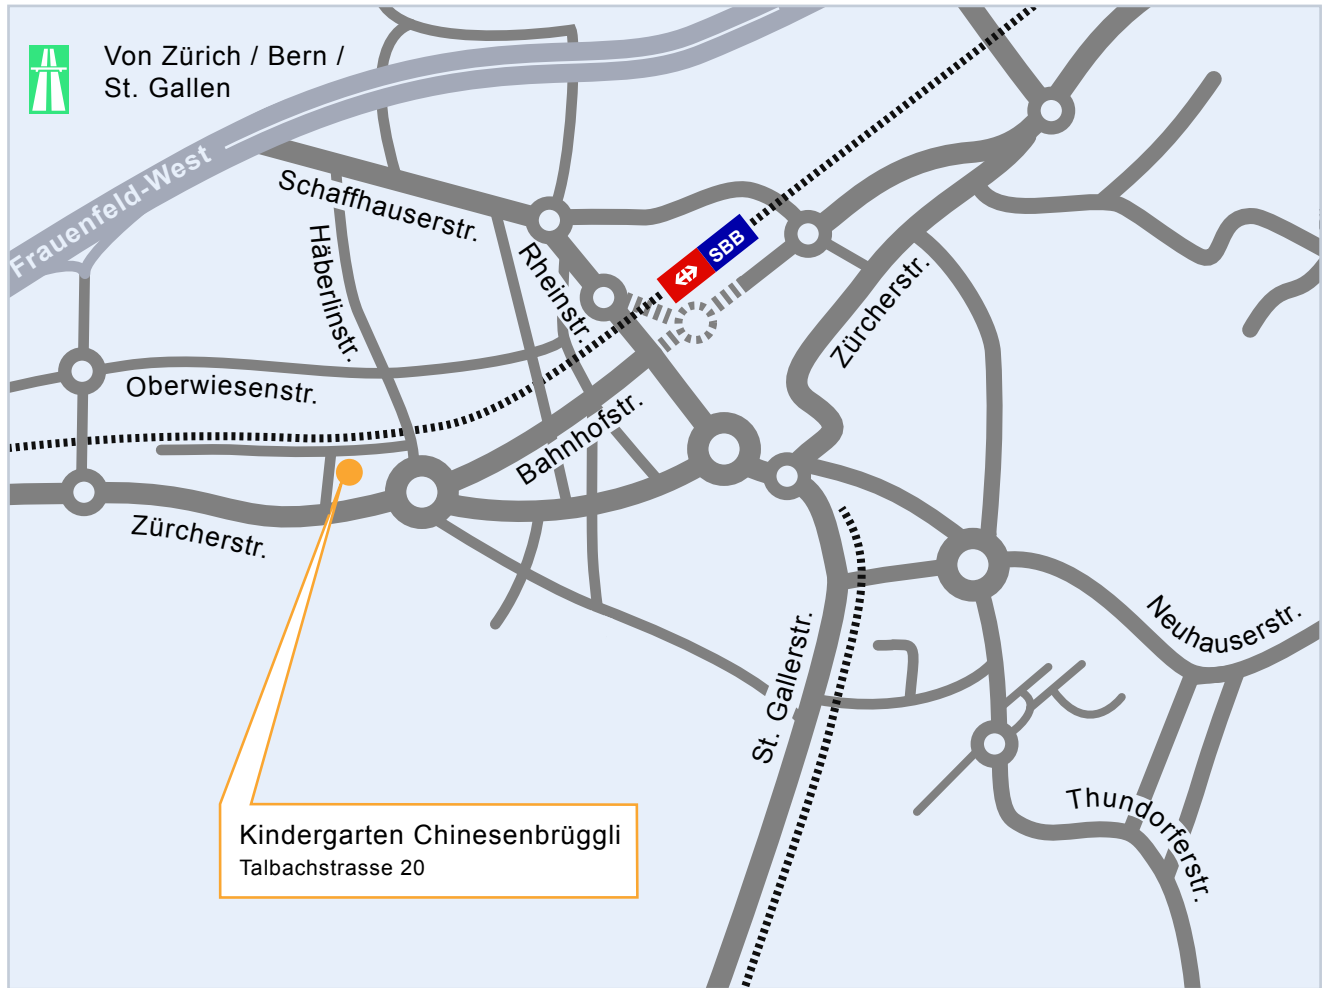 Von Zürich / Bern /
St. Gallen
Frauenfeld-West
Schaffhauserstr.
Häberlinstr.
Rheinstr.
SBB
Zürcherstr.
Oberwiesenstr.
Bahnhofstr.
Zürcherstr.
Neuhauserstr.
St. Gallerstr.
Thundorferstr.
Kindergarten Chinesenbrüggli
Talbachstrasse 20